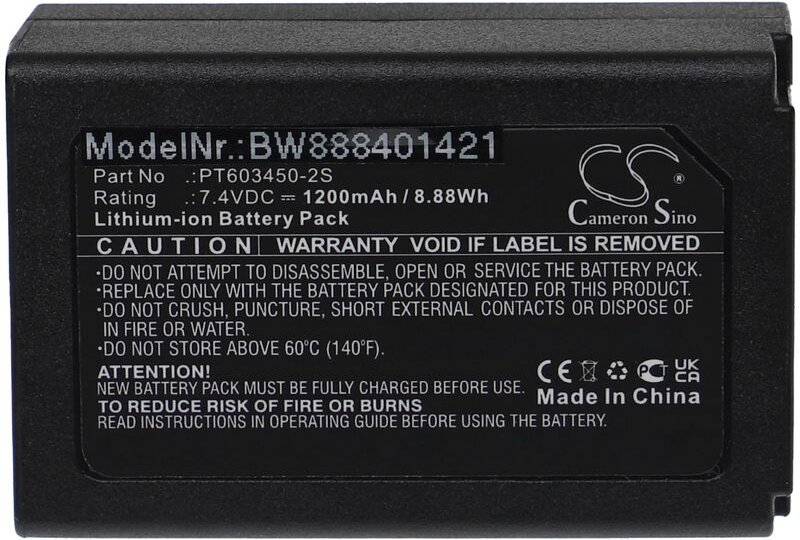 ModelNr.:BW888401421
Part No .:PT603450-2S
Rating .:7.4VDC ⎓ 1200mAh / 8.88Wh
Lithium-ion Battery Pack
CS ®
Cameron Sino
CAUTION WARRANTY VOID IF LABEL IS REMOVED
•DO NOT ATTEMPT TO DISASSEMBLE, OPEN OR SERVICE THE BATTERY PACK.
•REPLACE ONLY WITH THE BATTERY PACK DESIGNATED FOR THIS PRODUCT.
•DO NOT CRUSH, PUNCTURE, SHORT EXTERNAL CONTACTS OR DISPOSE OF
IN FIRE OR WATER.
•DO NOT STORE ABOVE 60°C (140°F).
ATTENTION!
NEW BATTERY PACK MUST BE FULLY CHARGED BEFORE USE.
TO REDUCE RISK OF FIRE OR BURNS
READ INSTRUCTIONS IN OPERATING GUIDE BEFORE USING THE BATTERY.
CE PCT UK CA
Made In China